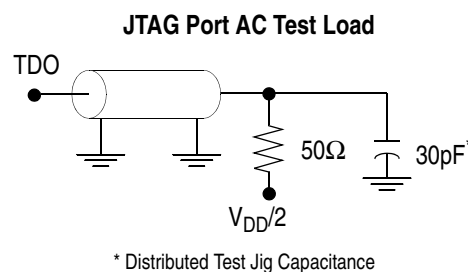 JTAG Port AC Test Load
TDO
50Ω
30pF*
VDD/2
* Distributed Test Jig Capacitance